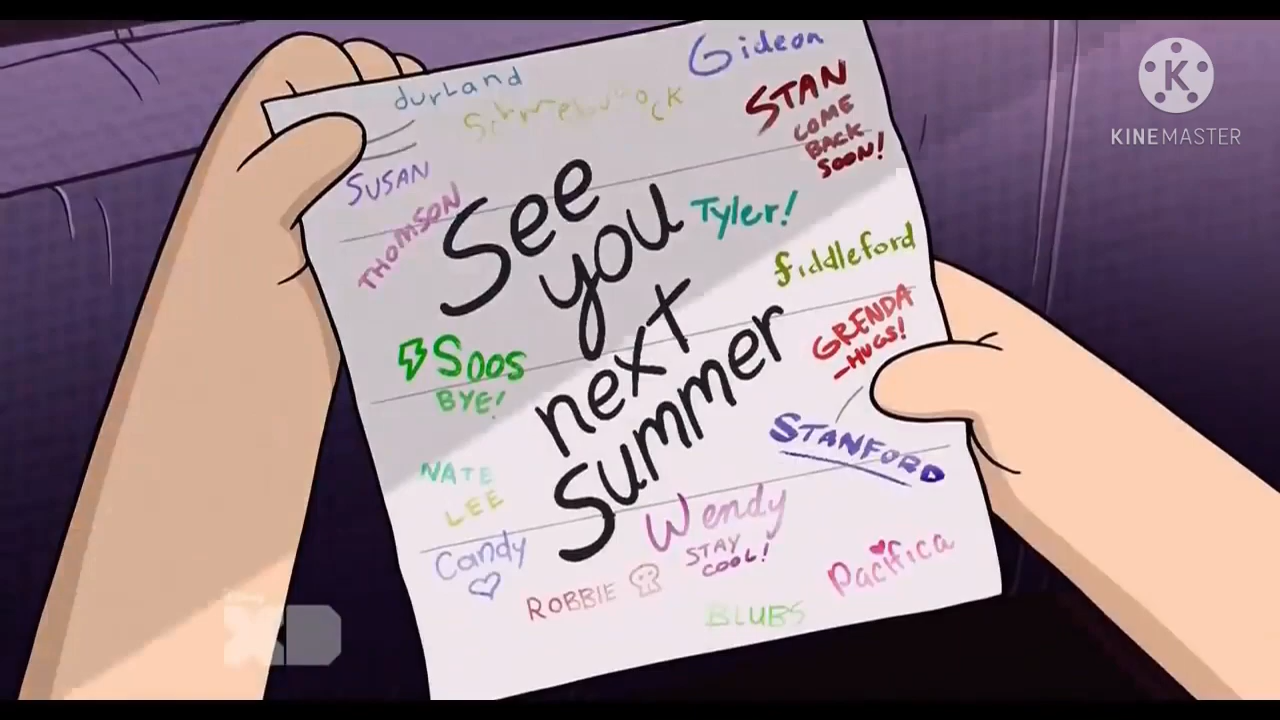 Gideon
durland
STAN
COME
BACK
SOON!
SUSAN
THOMSON
See
you
next
summer
Tyler!
fiddleford
GRENDA
-HUGS!
SOOS
BYE!
STANFORD
NATE
LEE
Wendy
STAY
COOL!
Candy
ROBBIE
Pacifica
BLUBS
K
KINEMASTER
XD